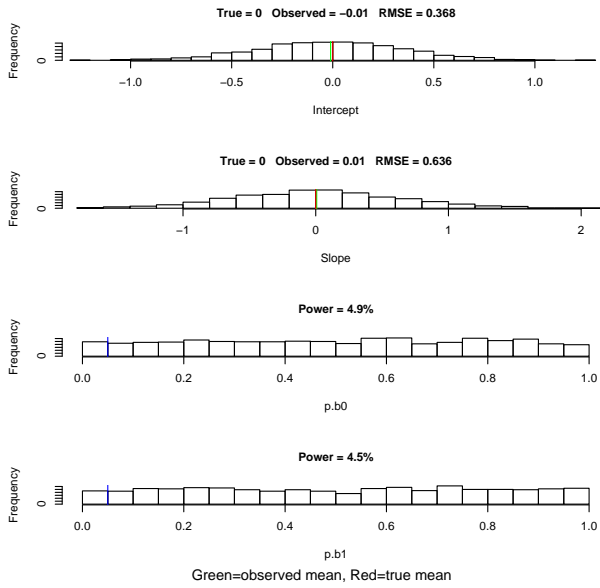 True = 0 Observed = −0.01 RMSE = 0.368
Frequency
0
−1.0 −0.5 0.0 0.5 1.0
Intercept
True = 0 Observed = 0.01 RMSE = 0.636
Frequency
0
−1 0 1 2
Slope
Power = 4.9%
Frequency
0
0.0 0.2 0.4 0.6 0.8 1.0
p.b0
Power = 4.5%
Frequency
0
0.0 0.2 0.4 0.6 0.8 1.0
p.b1
Green=observed mean, Red=true mean